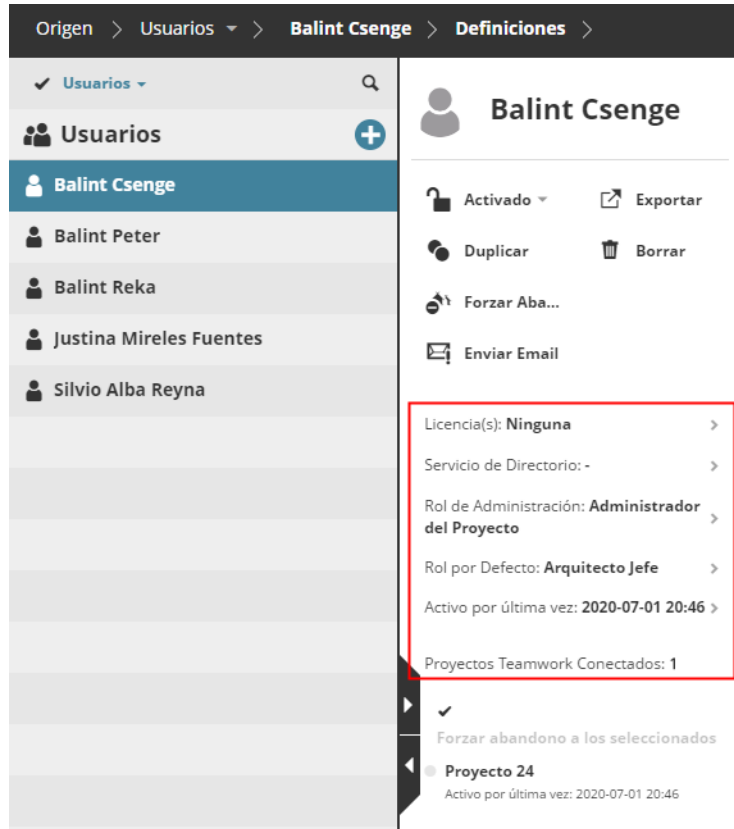 Origen > Usuarios > Balint Csenge > Definiciones >
Usuarios
Usuarios
Balint Csenge
Balint Peter
Balint Reka
Justina Mireles Fuentes
Silvio Alba Reyna
Balint Csenge
Activado Exportar
Duplicar Borrar
Forzar Aba...
Enviar Email
Licencia(s): Ninguna
Servicio de Directorio: -
Rol de Administración: Administrador
del Proyecto
Rol por Defecto: Arquitecto Jefe
Activo por última vez: 2020-07-01 20:46
Proyectos Teamwork Conectados: 1
Forzar abandono a los seleccionados
Proyecto 24
Activo por última vez: 2020-07-01 20:46